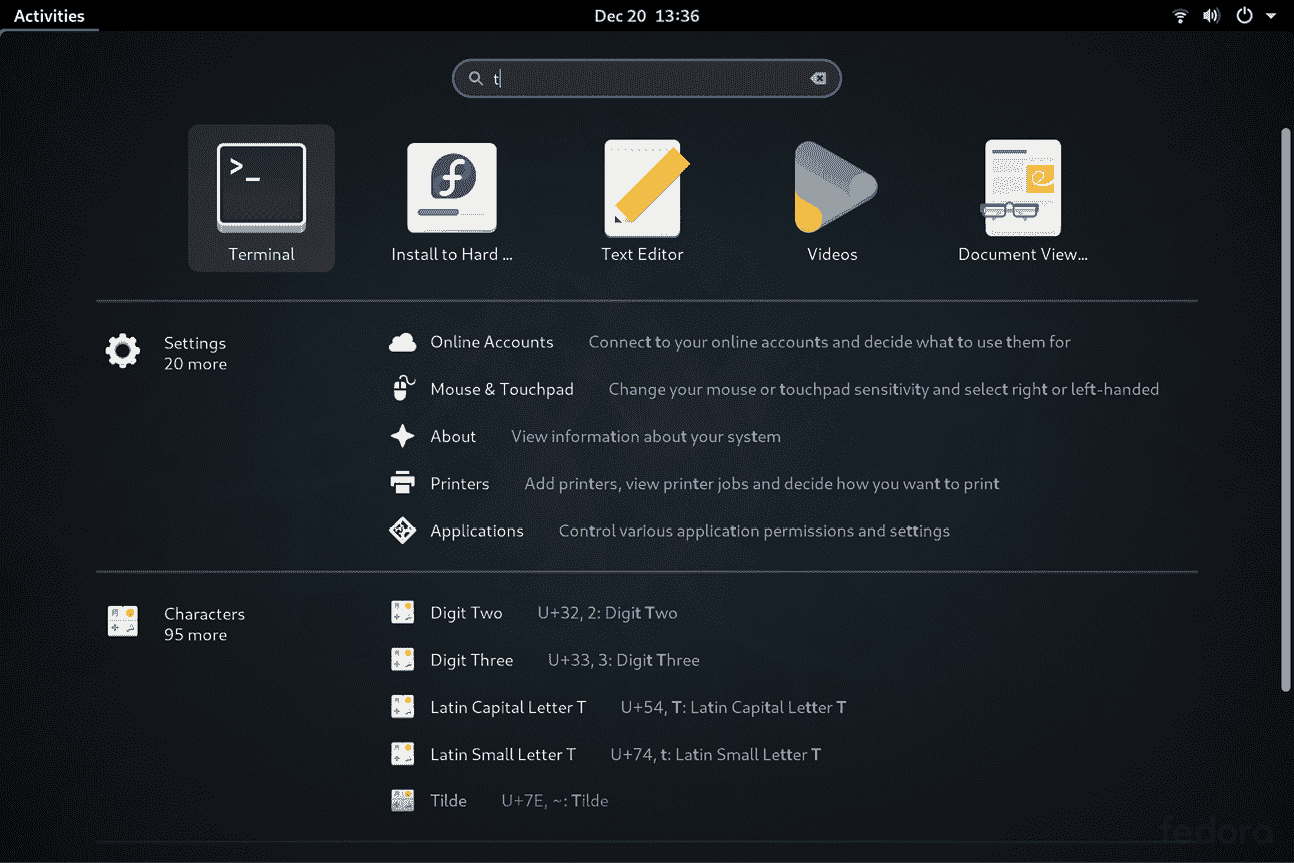 Activities
Dec 20 13:36
t
Terminal
Install to Hard ...
Text Editor
Videos
Document View...
Settings
20 more
Online Accounts Connect to your online accounts and decide what to use them for
Mouse & Touchpad Change your mouse or touchpad sensitivity and select right or left-handed
About View information about your system
Printers Add printers, view printer jobs and decide how you want to print
Applications Control various application permissions and settings
Characters
95 more
Digit Two U+32, 2: Digit Two
Digit Three U+33, 3: Digit Three
Latin Capital Letter T U+54, T: Latin Capital Letter T
Latin Small Letter T U+74, t: Latin Small Letter T
Tilde U+7E, ~: Tilde
fedora